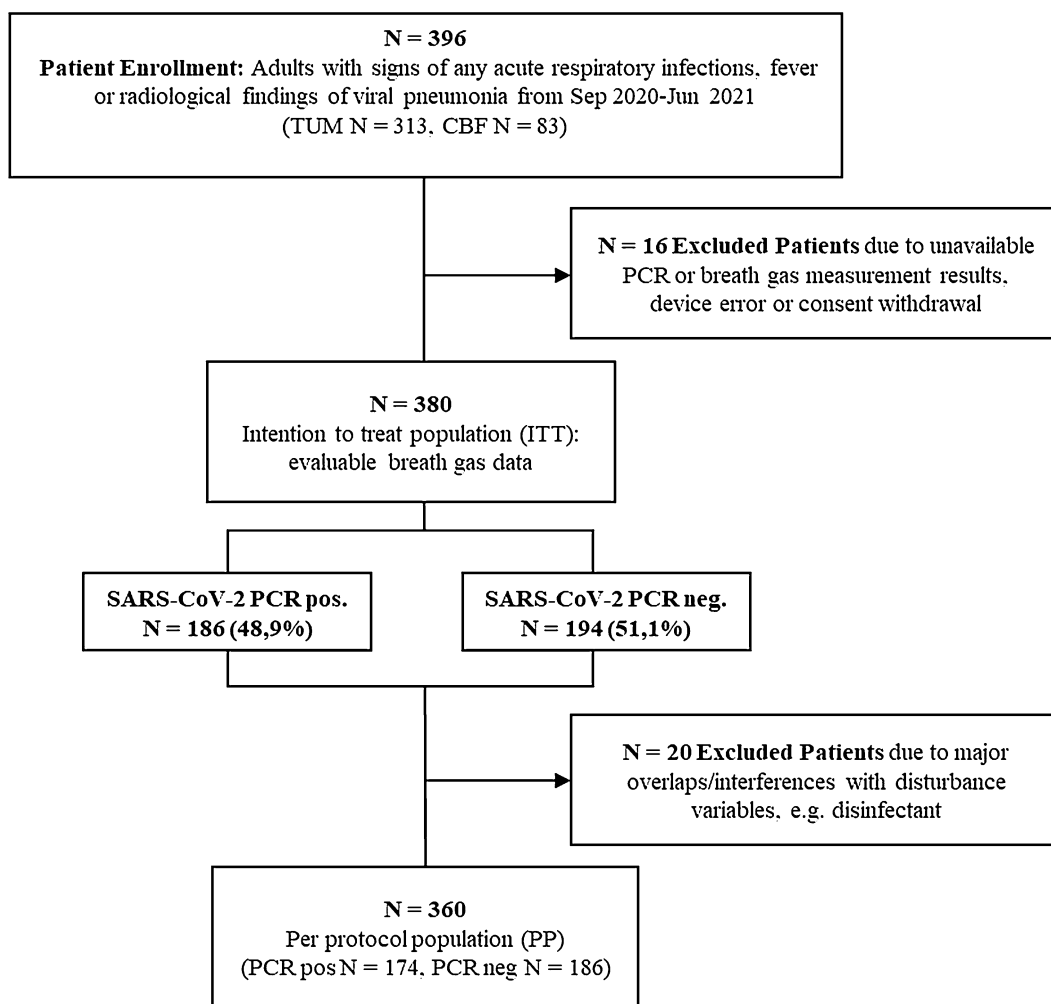 N = 396
Patient Enrollment: Adults with signs of any acute respiratory infections, fever
or radiological findings of viral pneumonia from Sep 2020-Jun 2021
(TUM N = 313, CBF N = 83)
N = 16 Excluded Patients due to unavailable
PCR or breath gas measurement results,
device error or consent withdrawal
N = 380
Intention to treat population (ITT):
evaluable breath gas data
SARS-CoV-2 PCR pos.
N = 186 (48,9%)
SARS-CoV-2 PCR neg.
N = 194 (51,1%)
N = 20 Excluded Patients due to major
overlaps/interferences with disturbance
variables, e.g. disinfectant
N = 360
Per protocol population (PP)
(PCR pos N = 174, PCR neg N = 186)